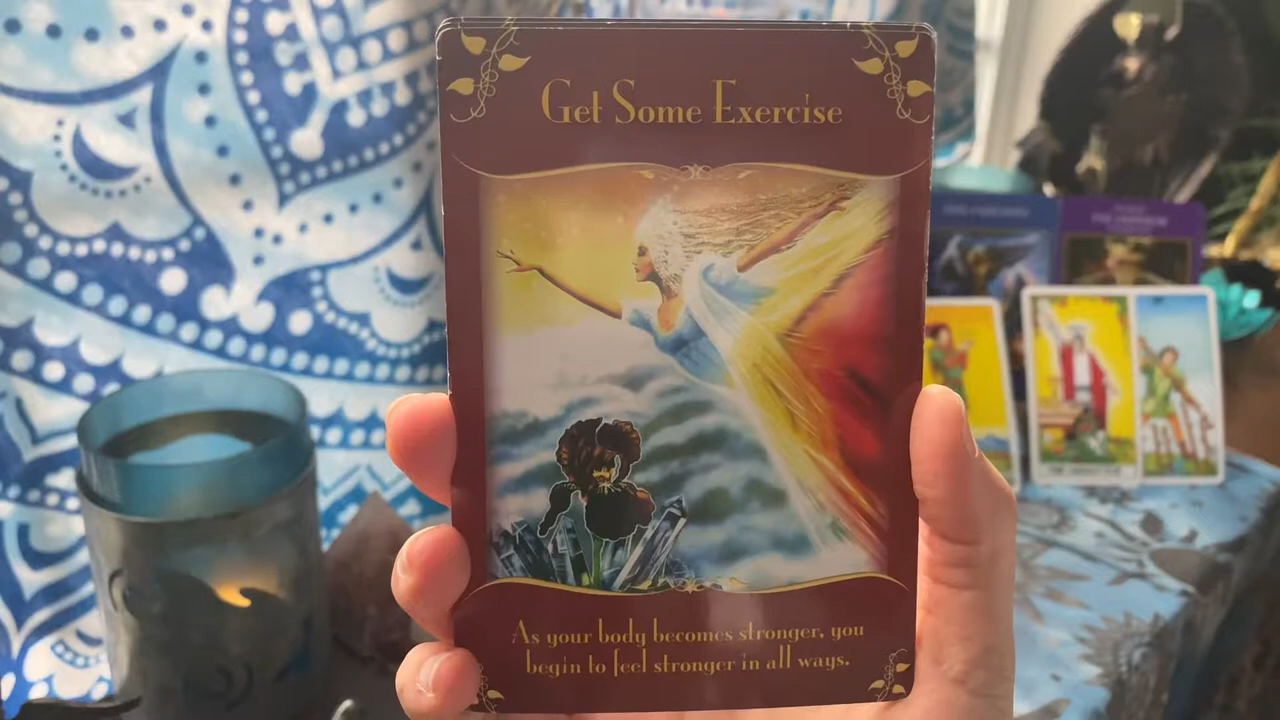 Get Some Exercise
As your body becomes stronger, you
begin to feel stronger in all ways.